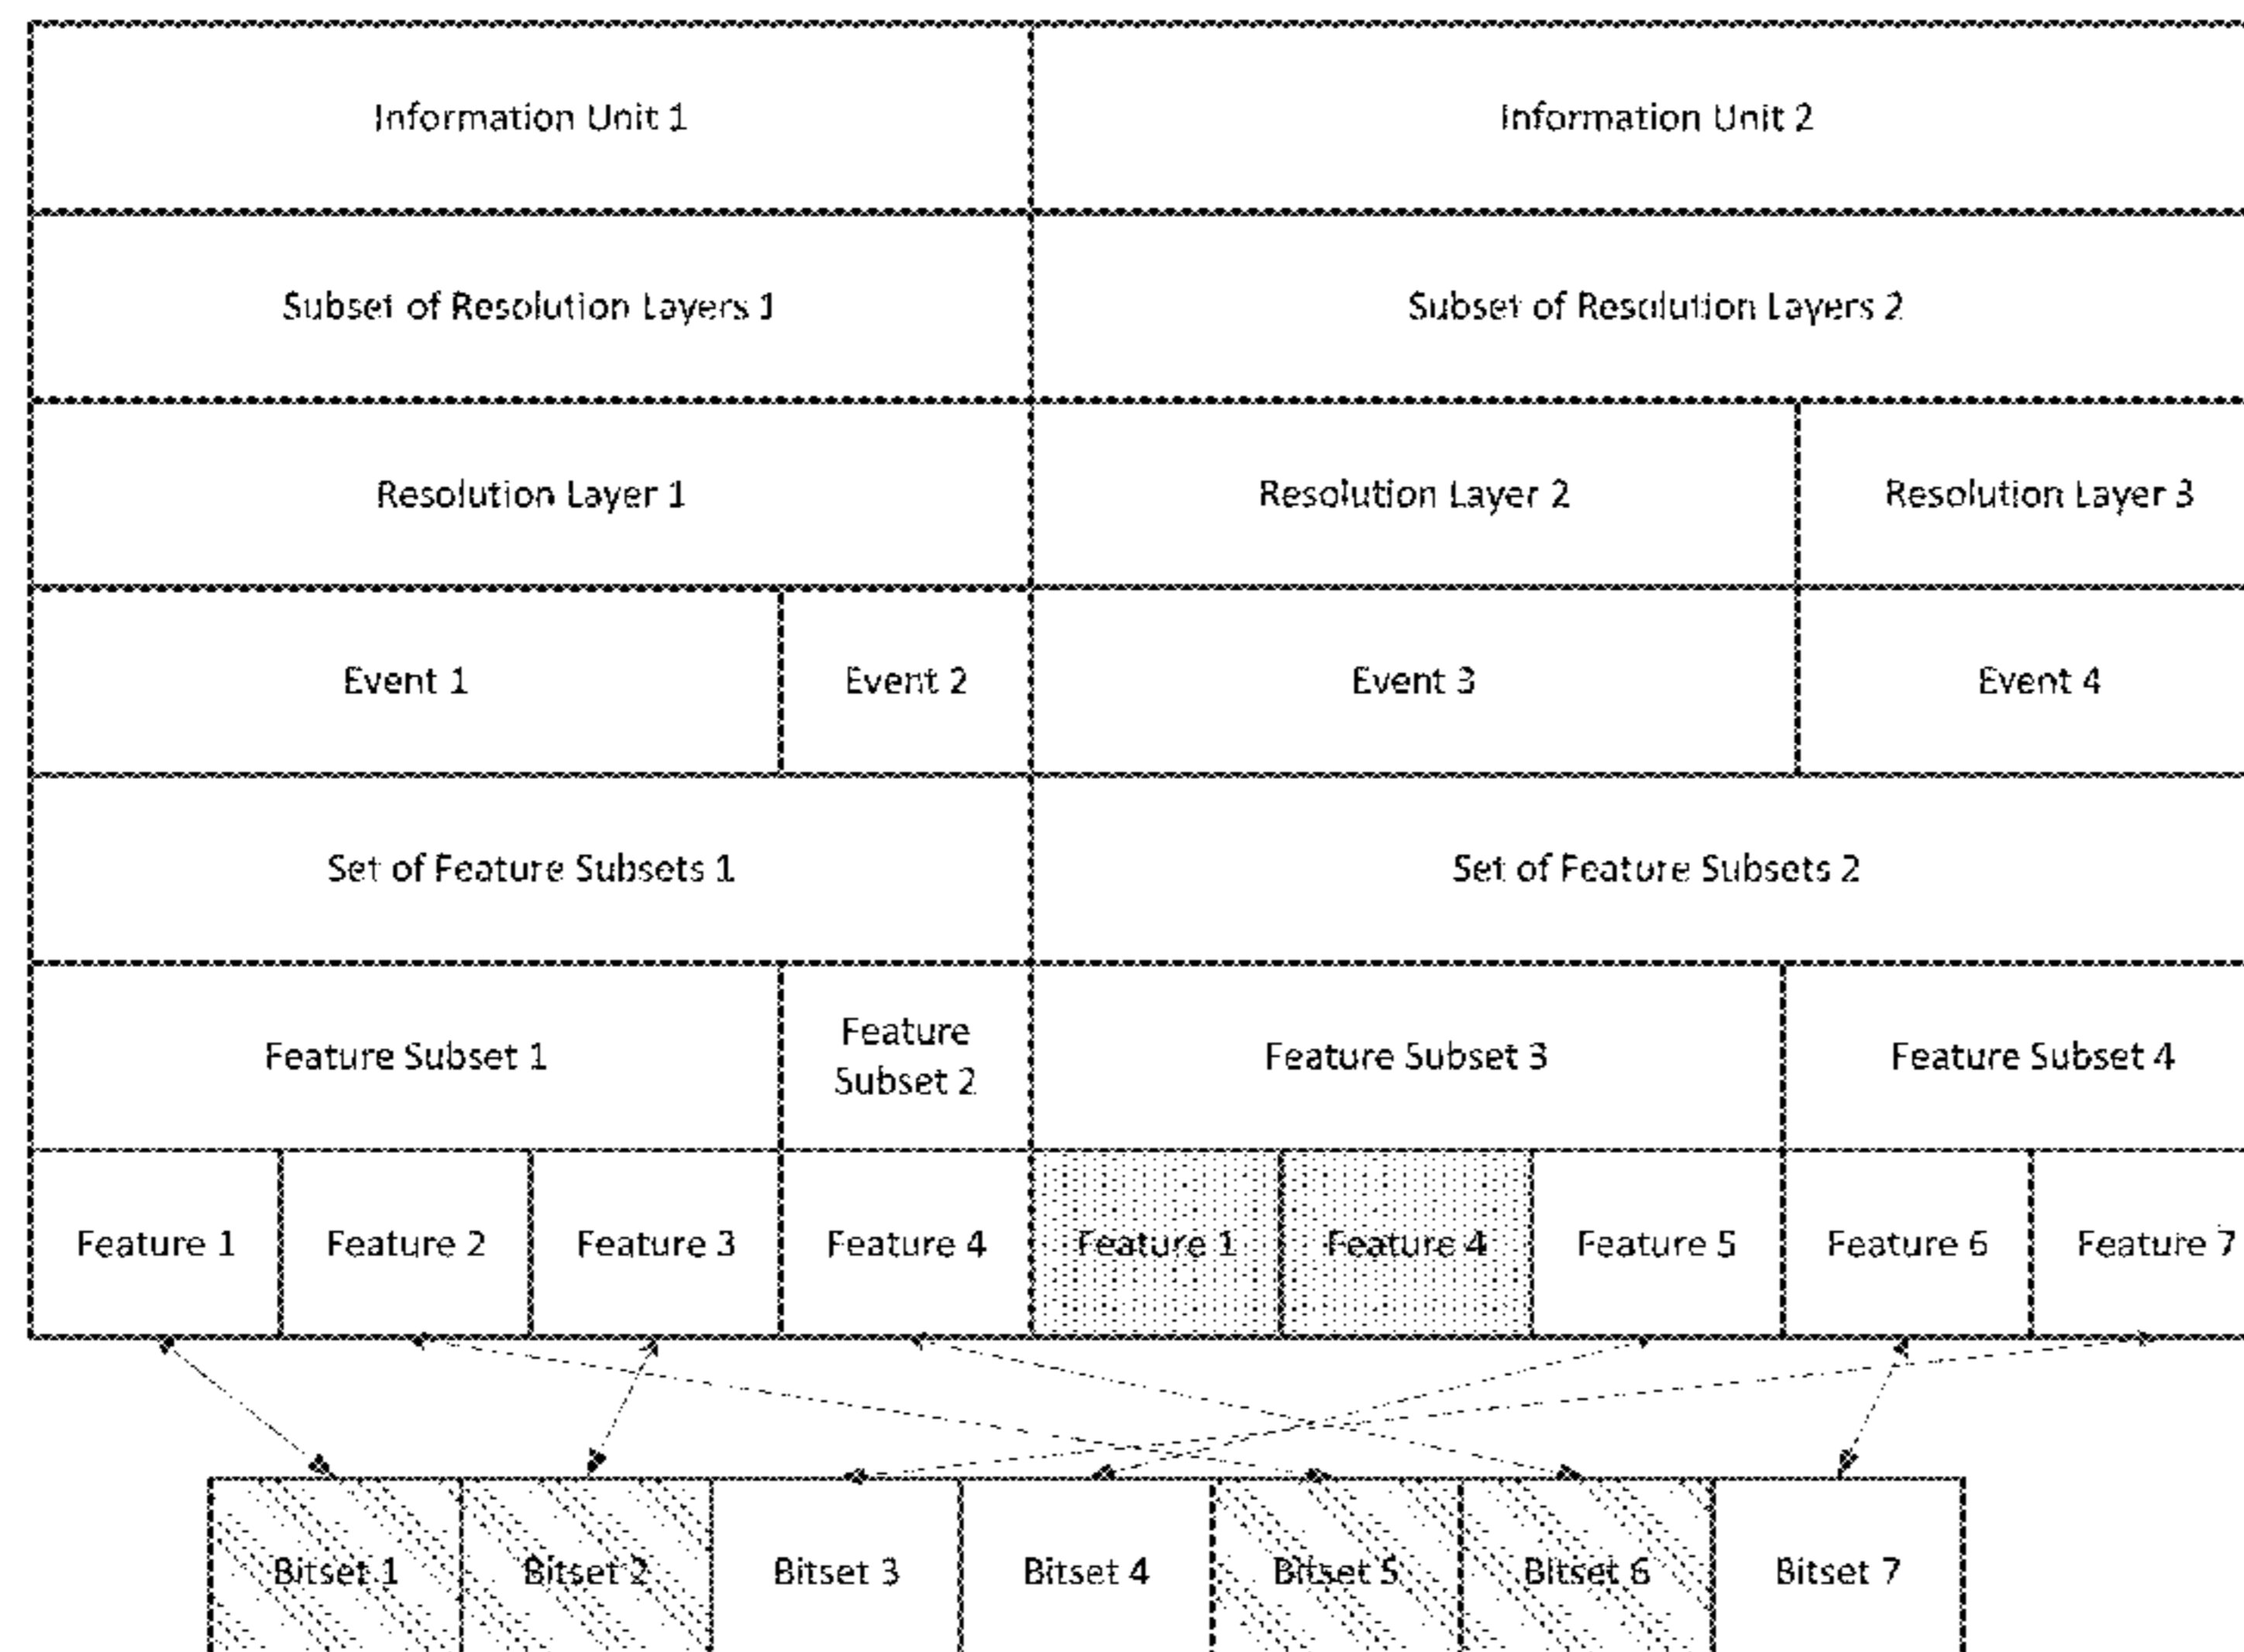 Information Unit 1
Information Unit 2
Subset of Resolution Layers 1
Subset of Resolution Layers 2
Resolution Layer 1
Resolution Layer 2
Resolution Layer 3
Event 1
Event 2
Event 3
Event 4
Set of Feature Subsets 1
Set of Feature Subsets 2
Feature Subset 1
Feature
Subset 2
Feature Subset 3
Feature Subset 4
Feature 1
Feature 2
Feature 3
Feature 4
Feature 1
Feature 4
Feature 5
Feature 6
Feature 7
Bitset 1
Bitset 2
Bitset 3
Bitset 4
Bitset 5
Bitset 6
Bitset 7